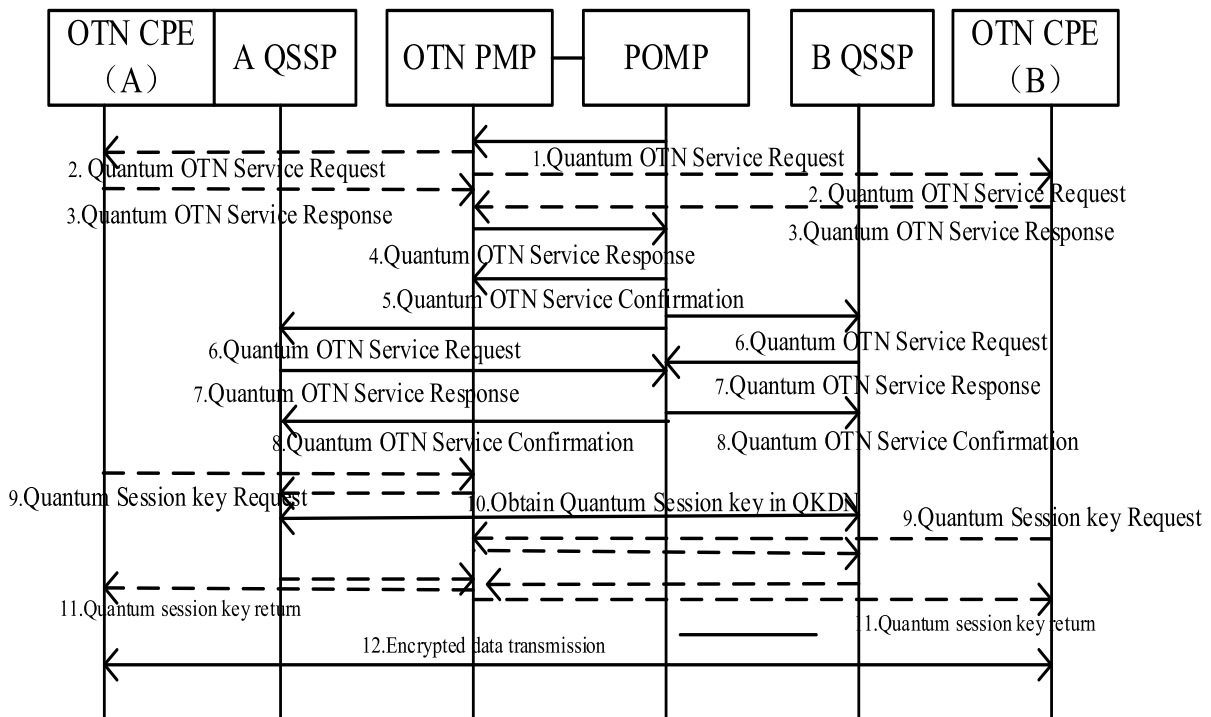 OTN CPE
（A）
A QSSP
OTN PMP
POMP
B QSSP
OTN CPE
（B）
1.Quantum OTN Service Request
2. Quantum OTN Service Request
2. Quantum OTN Service Request
3.Quantum OTN Service Response
3.Quantum OTN Service Response
4.Quantum OTN Service Response
5.Quantum OTN Service Confirmation
6.Quantum OTN Service Request
6.Quantum OTN Service Request
7.Quantum OTN Service Response
7.Quantum OTN Service Response
8.Quantum OTN Service Confirmation
8.Quantum OTN Service Confirmation
9.Quantum Session key Request
10.Obtain Quantum Session key in QKDN
9.Quantum Session key Request
11.Quantum session key return
11.Quantum session key return
12.Encrypted data transmission